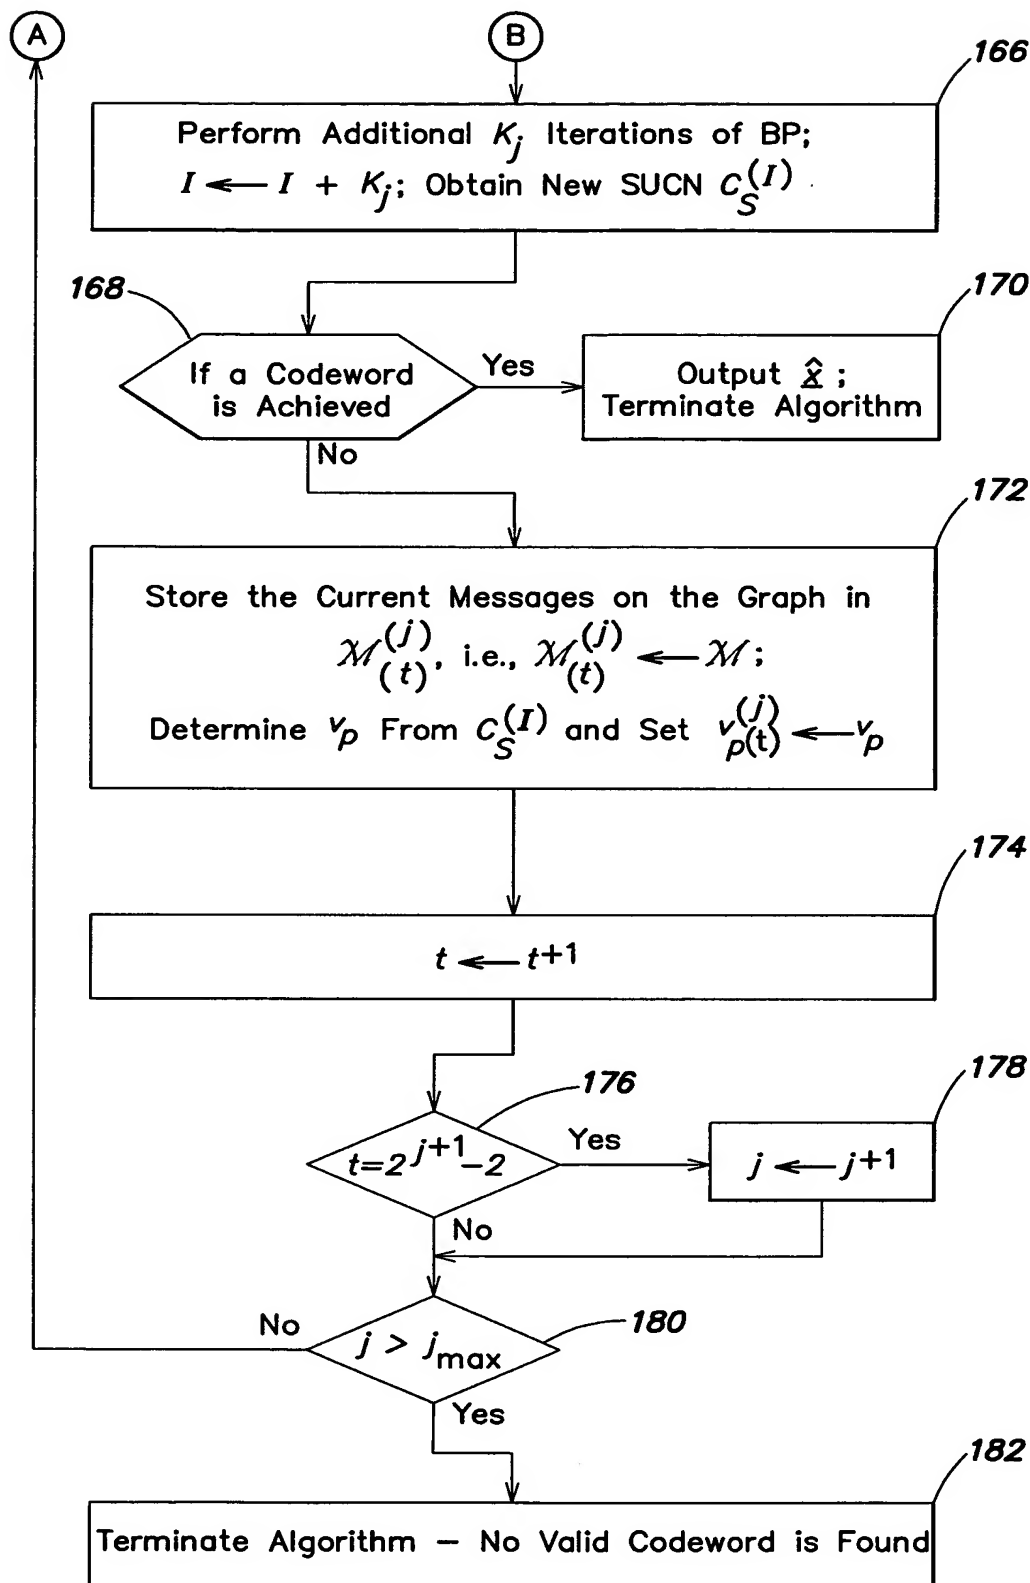 A
B
166
Perform Additional K_j Iterations of BP;
I ← I + K_j; Obtain New SUCN C_S^(I)
168
170
If a Codeword
is Achieved
Yes
Output x̂;
Terminate Algorithm
No
172
Store the Current Messages on the Graph in
ℳ_(t)^(j), i.e., ℳ_(t)^(j) ← ℳ;
Determine v_p From C_S^(I) and Set v_p(t)^(j) ← v_p
174
t ← t+1
176
178
t=2^j+1-2
Yes
j ← j+1
No
180
No
j > j_max
Yes
182
Terminate Algorithm – No Valid Codeword is Found